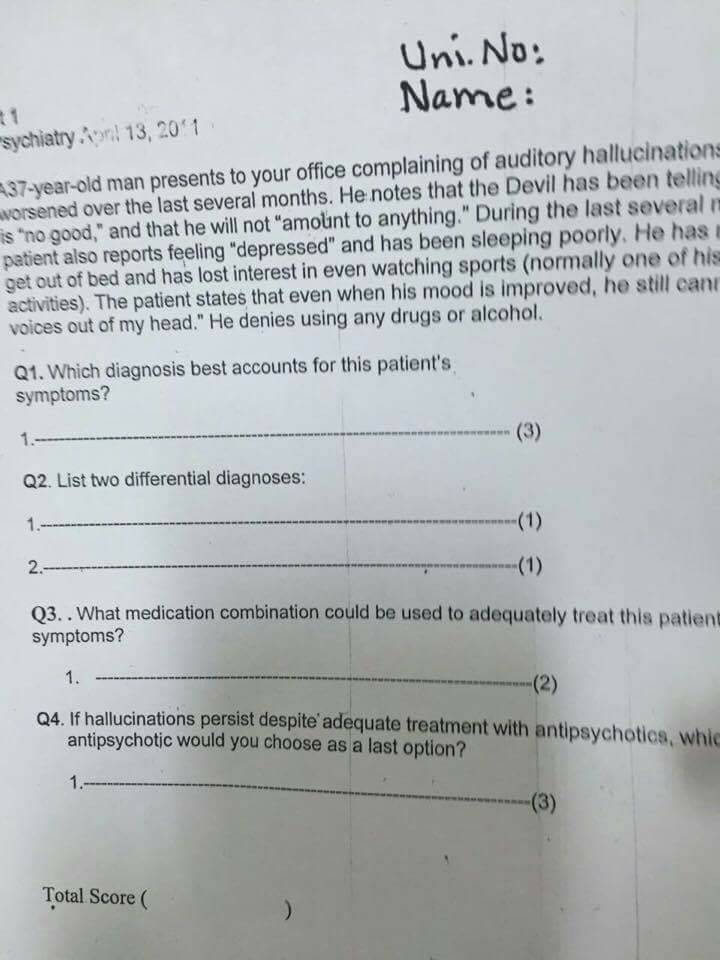 Uni. No:
Name:
t 1
sychiatry April 13, 2011
A37-year-old man presents to your office complaining of auditory hallucinations
worsened over the last several months. He notes that the Devil has been telling
is "no good," and that he will not "amount to anything." During the last several
patient also reports feeling "depressed" and has been sleeping poorly. He has
get out of bed and has lost interest in even watching sports (normally one of his
activities). The patient states that even when his mood is improved, he still
voices out of my head." He denies using any drugs or alcohol.
Q1. Which diagnosis best accounts for this patient's
symptoms?
1.---------------------------------------- (3)
Q2. List two differential diagnoses:
1.----------------------------------------(1)
2.----------------------------------------(1)
Q3. . What medication combination could be used to adequately treat this patient
symptoms?
1. ----------------------------------------(2)
Q4. If hallucinations persist despite adequate treatment with antipsychotics,
antipsychotic would you choose as a last option?
1.----------------------------------------(3)
Total Score ( )